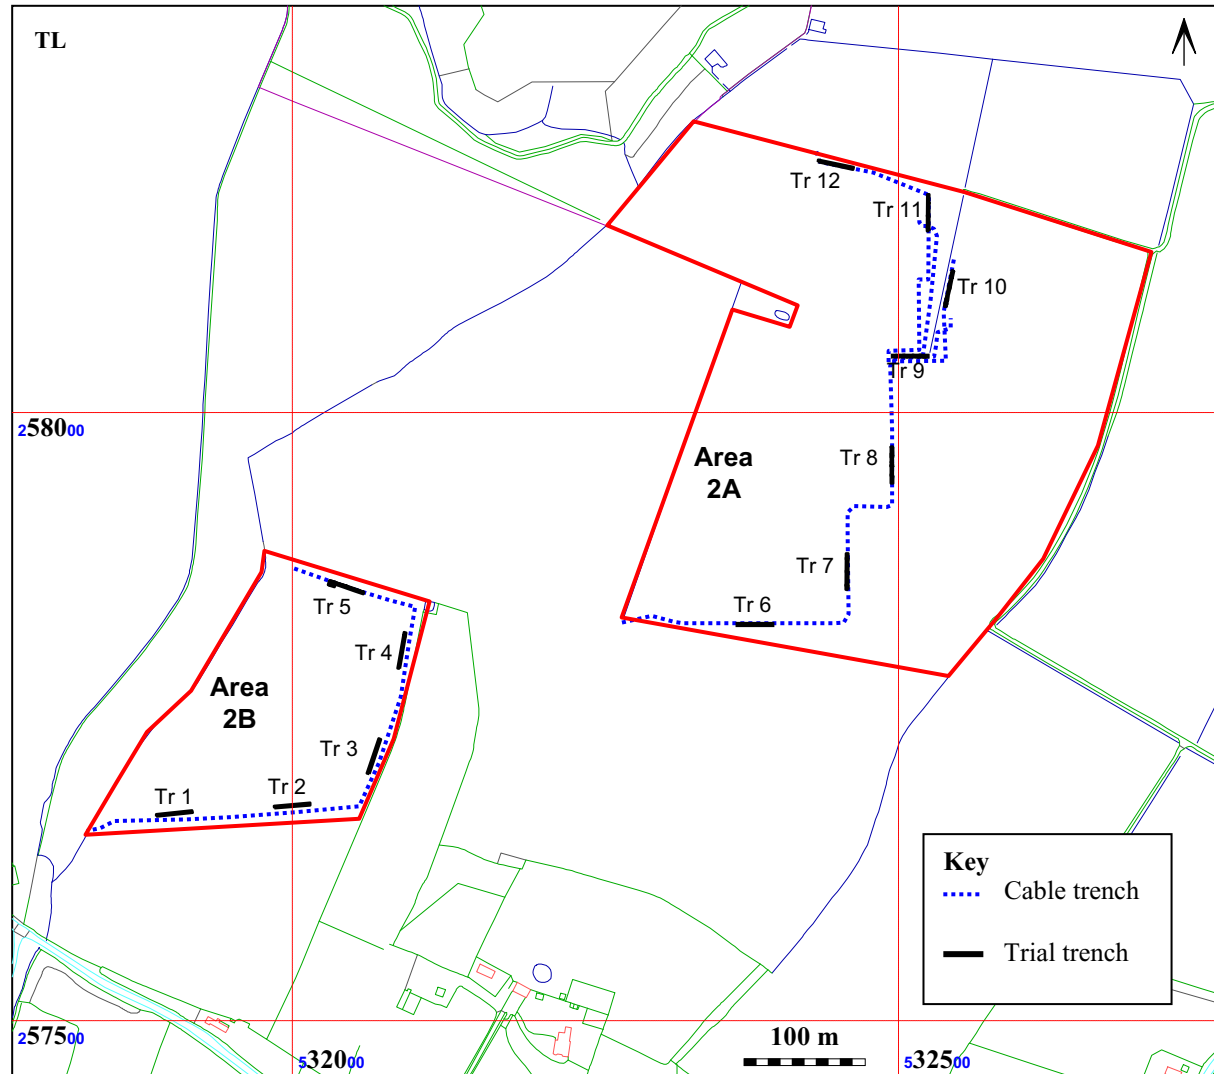 TL
Tr 12
Tr 11
Tr 10
Tr 9
258000
Area
2A
Tr 8
Tr 7
Tr 6
Tr 5
Tr 4
Area
2B
Tr 3
Tr 2
Tr 1
Key
Cable trench
Trial trench
257500
532000
100 m
532500